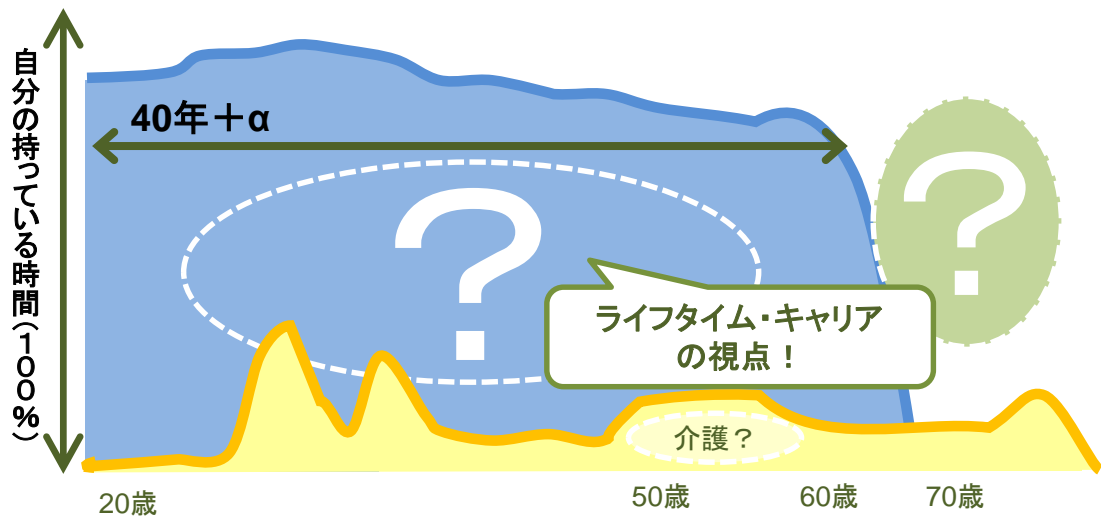 自分の持っている時間（１００％）
40年＋α
？
？
ライフタイム・キャリア
の視点！
介護？
20歳
50歳
60歳
70歳